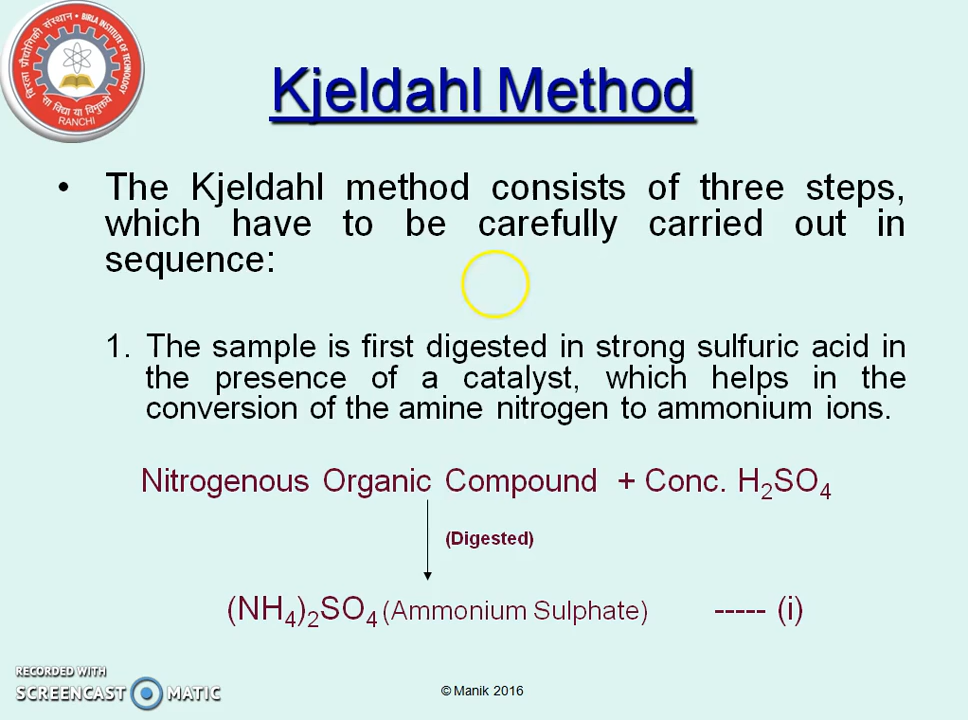 बिरला प्रौद्योगिकी संस्थान • BIRLA INSTITUTE OF TECHNOLOGY
सा विद्या या विमुक्तये
RANCHI
Kjeldahl Method
• The Kjeldahl method consists of three steps,
which have to be carefully carried out in
sequence:
1. The sample is first digested in strong sulfuric acid in
the presence of a catalyst, which helps in the
conversion of the amine nitrogen to ammonium ions.
Nitrogenous Organic Compound + Conc. H₂SO₄
(Digested)
(NH₄)₂SO₄ (Ammonium Sulphate) ----- (i)
RECORDED WITH
SCREENCAST MATIC
© Manik 2016